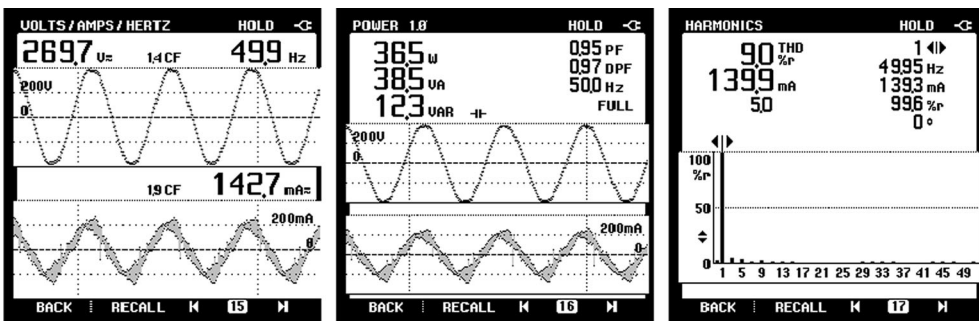 VOLTS/AMPS/HERTZ HOLD
269.7 V≂ 1.4 CF 49.9 Hz
200V
0
1.9 CF 142.7 mA≂
200mA
0
BACK RECALL 15
POWER 1.0Ø HOLD
36.5 W 0.95 PF
38.5 VA 0.97 DPF
12.3 VAR 50.0 Hz
FULL
200V
0
200mA
0
BACK RECALL 16
HARMONICS HOLD
9.0 THD %r 1
139.9 mA 49.95 Hz
5.0 139.3 mA
99.6 %r
0 °
100
%r
50
0
1 5 9 13 17 21 25 29 33 37 41 45 49
BACK RECALL 17